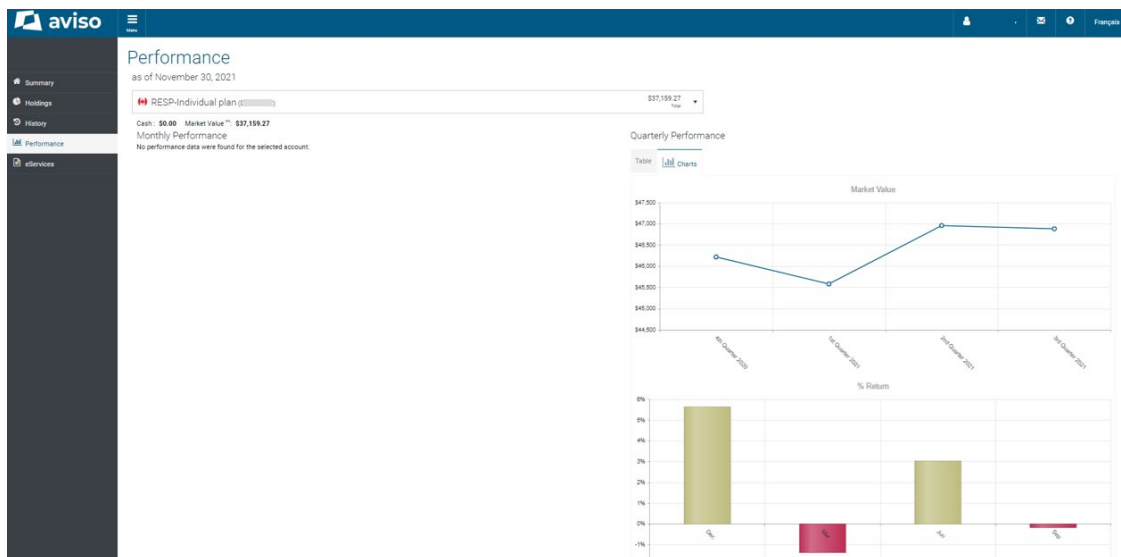 aviso
Menu
Français
Performance
as of November 30, 2021
Summary
Holdings
History
Performance
eServices
RESP-Individual plan (
)
$37,159.27
Total
Cash: $0.00 Market Value **: $37,159.27
Monthly Performance
No performance data were found for the selected account.
Quarterly Performance
Table
Charts
Market Value
$47,500
$47,000
$46,500
$46,000
$45,500
$45,000
$44,500
4th Quarter 2020
1st Quarter 2021
2nd Quarter 2021
3rd Quarter 2021
% Return
6%
5%
4%
3%
2%
1%
0%
-1%
Dec
Mar
Jun
Sep